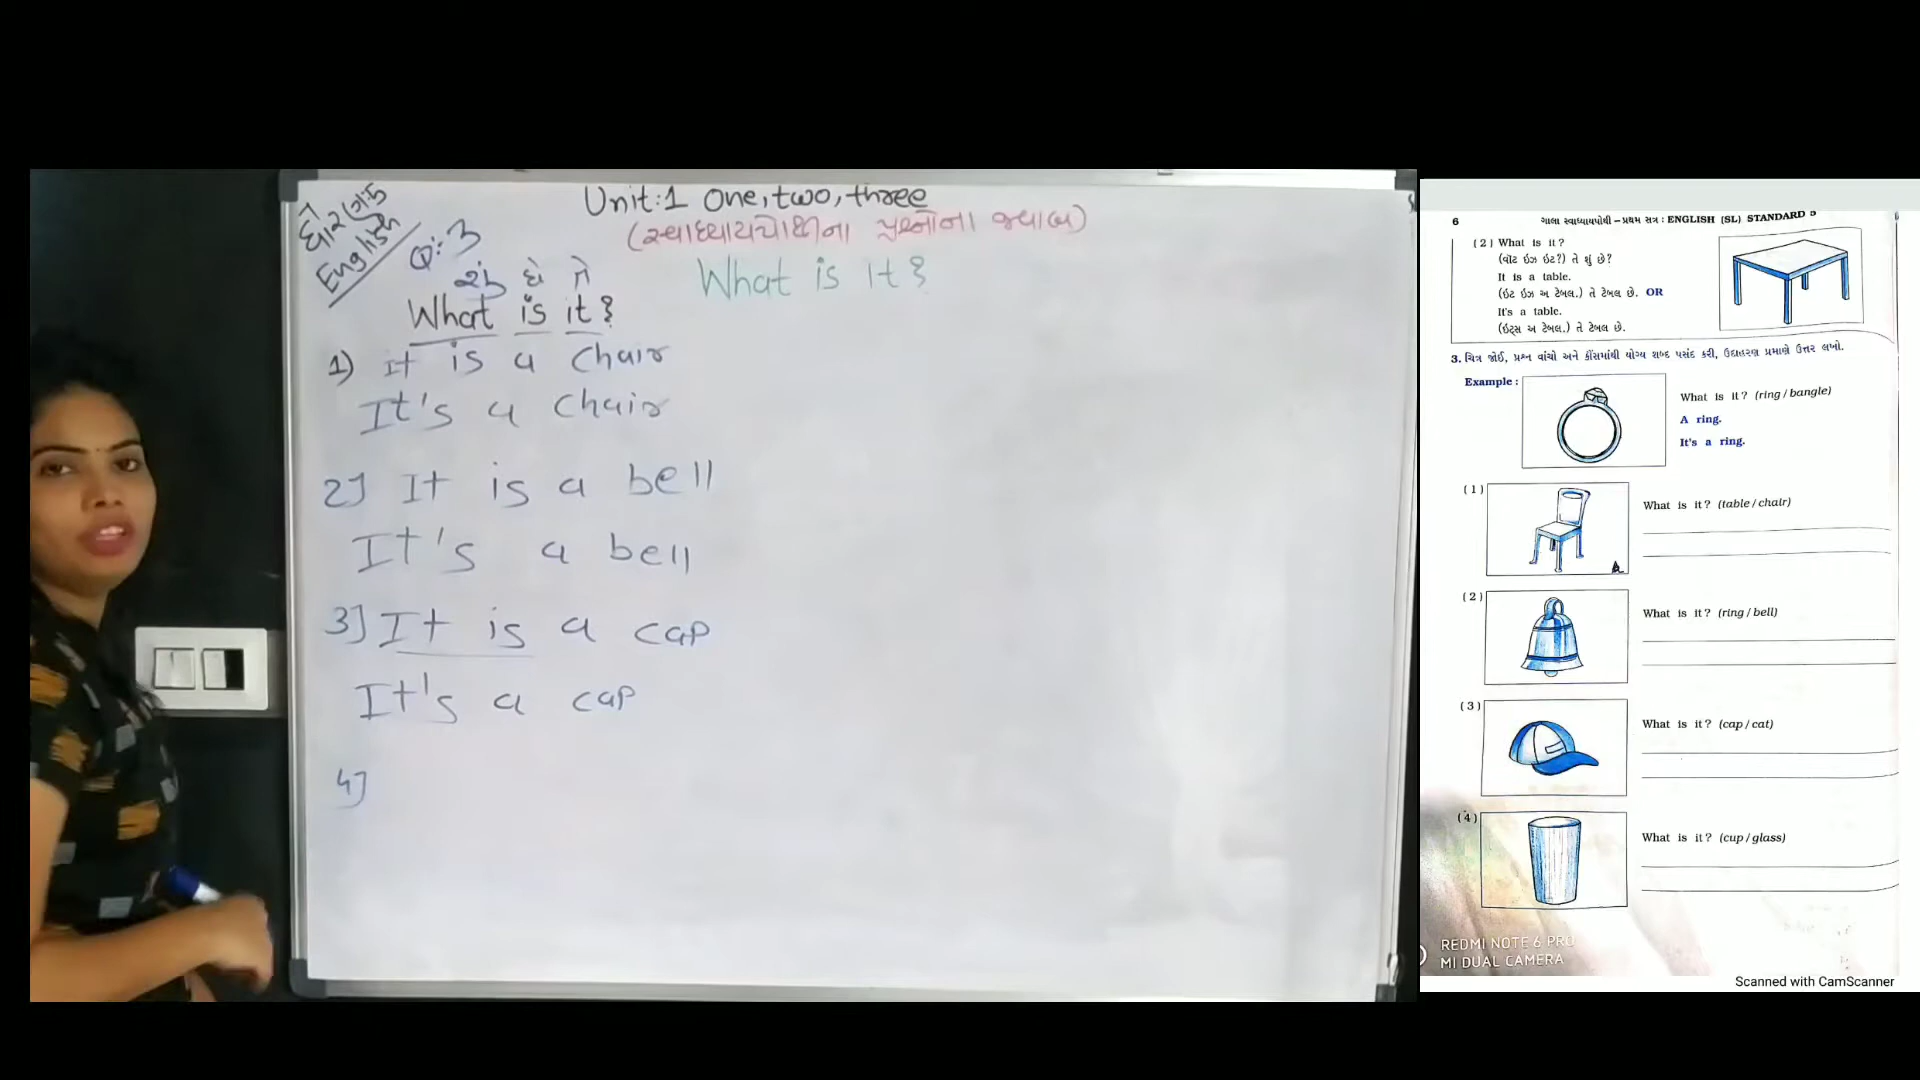 ધોરણ:5
English
Unit:1 One, two, three
(સ્વાધ્યાયપોથીના પ્રશ્નોના જવાબ)
Q:-3
What is it?
શું છે તે
What is it?
1) it is a chair
It's a chair
2] It is a bell
It's a bell
3] It is a cap
It's a cap
4]
6 ગાલા સ્વાધ્યાયપોથી – પ્રથમ સત્ર : ENGLISH (SL) STANDARD 5
(2) What is it?
(વૉટ ઇઝ ઇટ?) તે શું છે?
It is a table.
(ઇટ ઇઝ અ ટેબલ.) તે ટેબલ છે. OR
It's a table.
(ઇટ્સ અ ટેબલ.) તે ટેબલ છે.
3. ચિત્ર જોઈ, પ્રશ્ન વાંચો અને કૌંસમાંથી યોગ્ય શબ્દ પસંદ કરી, ઉદાહરણ પ્રમાણે ઉત્તર લખો.
Example :
What is it? (ring/bangle)
A ring.
It's a ring.
(1)
What is it? (table/chair)
(2)
What is it? (ring/bell)
(3)
What is it? (cap/cat)
(4)
What is it? (cup/glass)
REDMI NOTE 6 PRO
MI DUAL CAMERA
Scanned with CamScanner